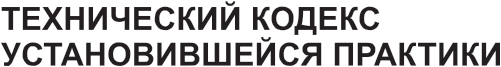 ТЕХНИЧЕСКИЙ КОДЕКС
УСТАНОВИВШЕЙСЯ ПРАКТИКИ